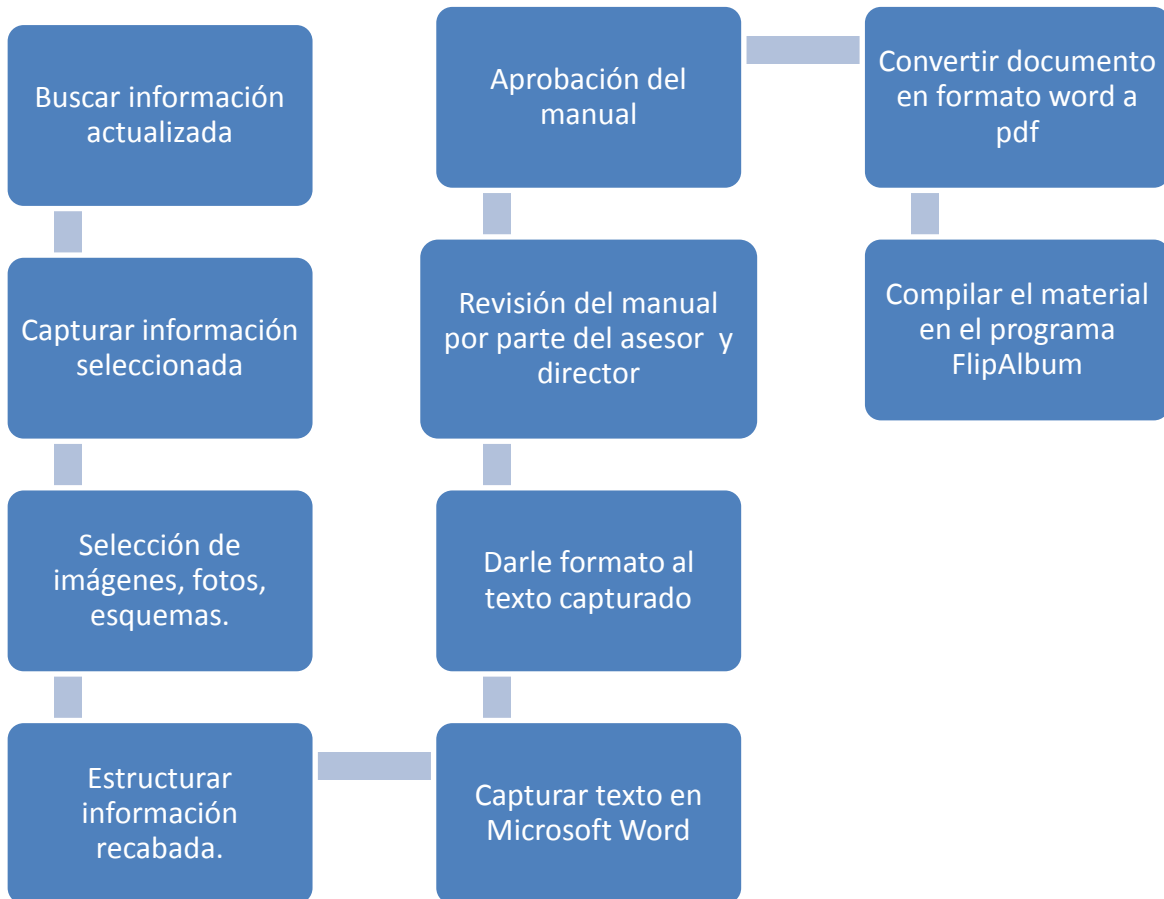 Buscar información
actualizada
Capturar información
seleccionada
Selección de
imágenes, fotos,
esquemas.
Estructurar
información
recabada.
Capturar texto en
Microsoft Word
Darle formato al
texto capturado
Revisión del manual
por parte del asesor y
director
Aprobación del
manual
Convertir documento
en formato word a
pdf
Compilar el material
en el programa
FlipAlbum